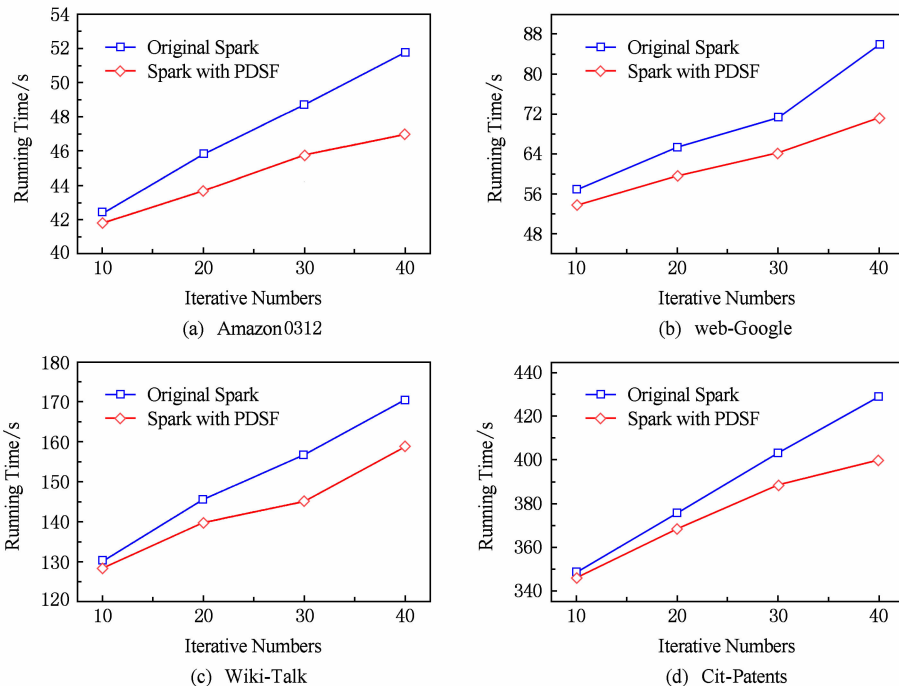 54
52
50
48
46
44
42
40
Running Time/s
Original Spark
Spark with PDSF
10
20
30
40
Iterative Numbers
(a) Amazon0312
88
80
72
64
56
48
Running Time/s
Original Spark
Spark with PDSF
10
20
30
40
Iterative Numbers
(b) web-Google
180
170
160
150
140
130
120
Running Time/s
Original Spark
Spark with PDSF
10
20
30
40
Iterative Numbers
(c) Wiki-Talk
440
420
400
380
360
340
Running Time/s
Original Spark
Spark with PDSF
10
20
30
40
Iterative Numbers
(d) Cit-Patents